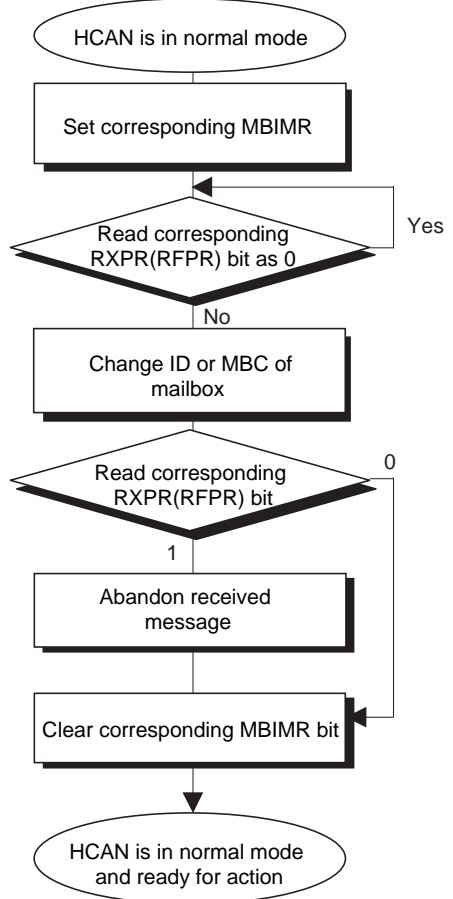 HCAN is in normal mode
Set corresponding MBIMR
Yes
Read corresponding
RXPR(RFPR) bit as 0
No
Change ID or MBC of
mailbox
0
Read corresponding
RXPR(RFPR) bit
1
Abandon received
message
Clear corresponding MBIMR bit
HCAN is in normal mode
and ready for action